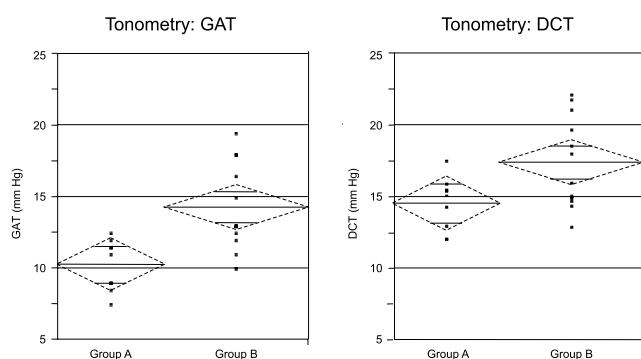 Tonometry: GAT
25
20
15
10
5
GAT (mm Hg)
Group A
Group B
Tonometry: DCT
25
20
15
10
5
DCT (mm Hg)
Group A
Group B